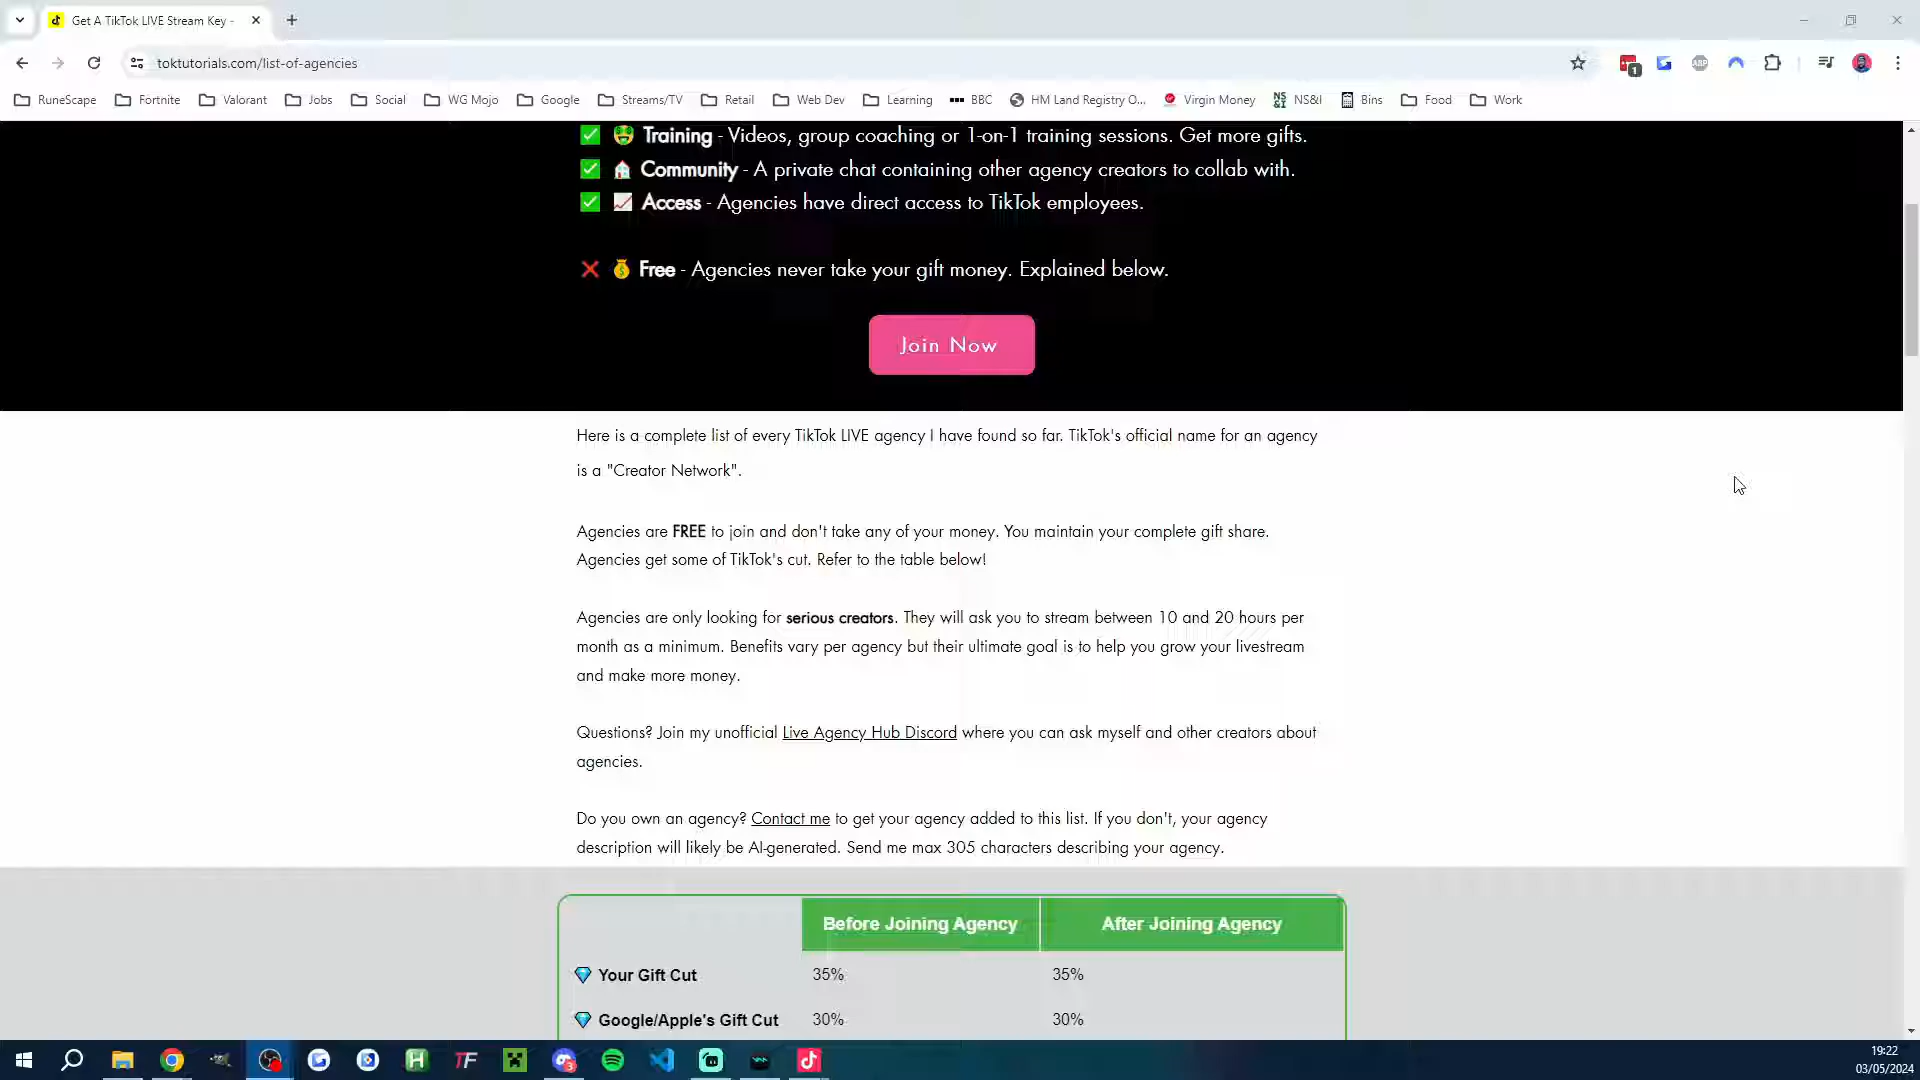 Get A TikTok LIVE Stream Key -
toktutorials.com/list-of-agencies
1
RuneScape Fortnite Valorant Jobs Social WG Mojo Google Streams/TV Retail Web Dev Learning BBC HM Land Registry O... Virgin Money NS&I Bins Food Work
Training - Videos, group coaching or 1-on-1 training sessions. Get more gifts.
Community - A private chat containing other agency creators to collab with.
Access - Agencies have direct access to TikTok employees.
Free - Agencies never take your gift money. Explained below.
Join Now
Here is a complete list of every TikTok LIVE agency I have found so far. TikTok's official name for an agency
is a "Creator Network".
Agencies are FREE to join and don't take any of your money. You maintain your complete gift share.
Agencies get some of TikTok's cut. Refer to the table below!
Agencies are only looking for serious creators. They will ask you to stream between 10 and 20 hours per
month as a minimum. Benefits vary per agency but their ultimate goal is to help you grow your livestream
and make more money.
Questions? Join my unofficial Live Agency Hub Discord where you can ask myself and other creators about
agencies.
Do you own an agency? Contact me to get your agency added to this list. If you don't, your agency
description will likely be AI-generated. Send me max 305 characters describing your agency.
Before Joining Agency After Joining Agency
Your Gift Cut 35% 35%
Google/Apple's Gift Cut 30% 30%
19:22
03/05/2024